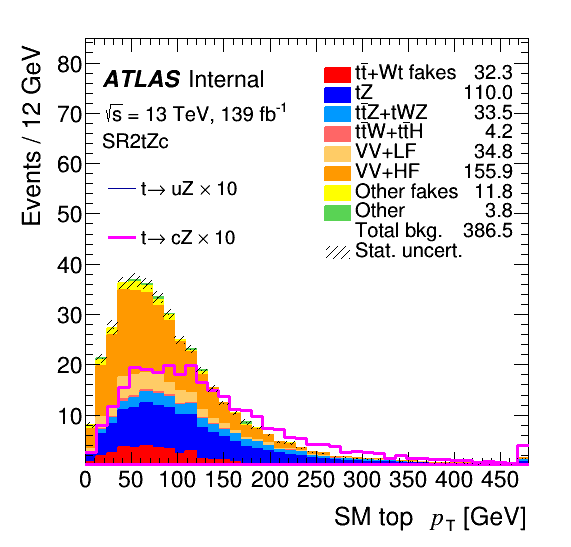 ATLAS Internal
√s = 13 TeV, 139 fb⁻¹
SR2tZc
t→ uZ × 10
t→ cZ × 10
tt̄+Wt fakes 32.3
tZ 110.0
tt̄Z+tWZ 33.5
tt̄W+tt̄H 4.2
VV+LF 34.8
VV+HF 155.9
Other fakes 11.8
Other 3.8
Total bkg. 386.5
Stat. uncert.
Events / 12 GeV
80
70
60
50
40
30
20
10
0 50 100 150 200 250 300 350 400 450
SM top p_T [GeV]